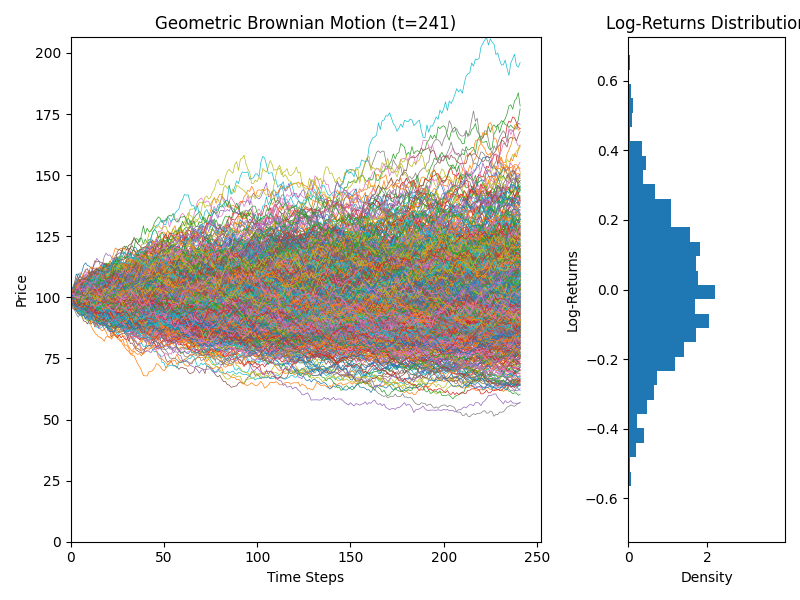 Geometric Brownian Motion (t=241)
Price
200
175
150
125
100
75
50
25
0
0 50 100 150 200 250
Time Steps
Log-Returns Distribution
Log-Returns
0.6
0.4
0.2
0.0
−0.2
−0.4
−0.6
0 2
Density